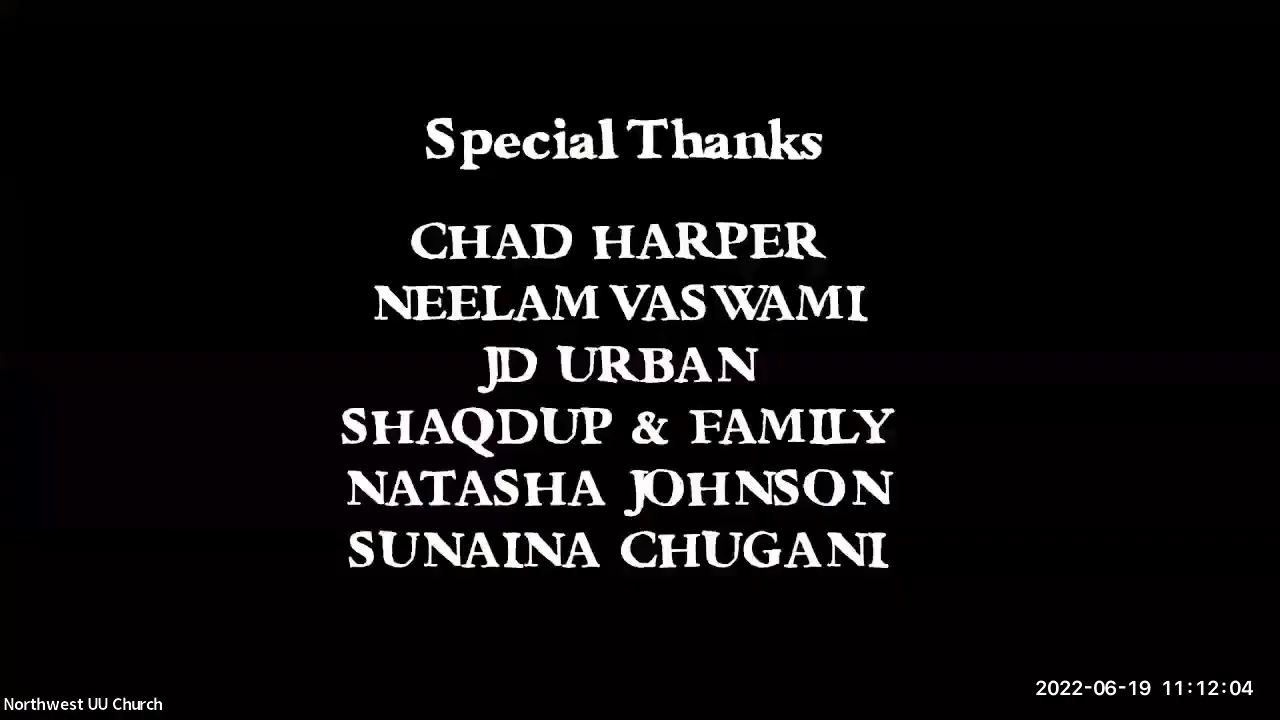 Special Thanks
CHAD HARPER
NEELAM VASWAMI
JD URBAN
SHAQDUP & FAMILY
NATASHA JOHNSON
SUNAINA CHUGANI
2022-06-19 11:12:04
Northwest UU Church